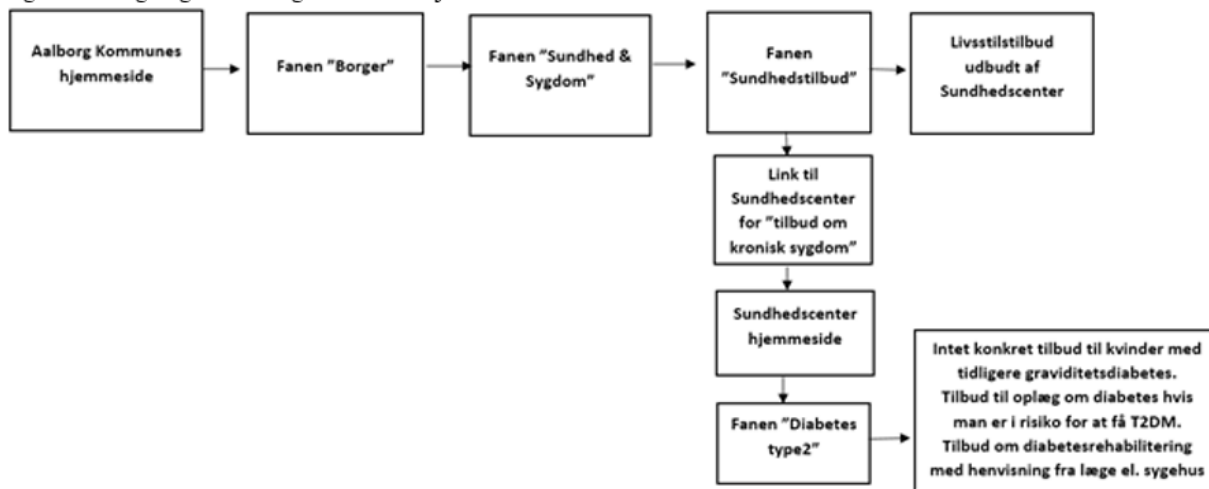 Aalborg Kommunes
hjemmeside
Fanen ”Borger”
Fanen ”Sundhed &
Sygdom”
Fanen
”Sundhedstilbud”
Livsstilstilbud
udbudt af
Sundhedscenter
Link til
Sundhedscenter
for ”tilbud om
kronisk sygdom”
Sundhedscenter
hjemmeside
Fanen ”Diabetes
type2”
Intet konkret tilbud til kvinder med
tidligere graviditetsdiabetes.
Tilbud til oplæg om diabetes hvis
man er i risiko for at få T2DM.
Tilbud om diabetesrehabilitering
med henvisning fra læge el. sygehus